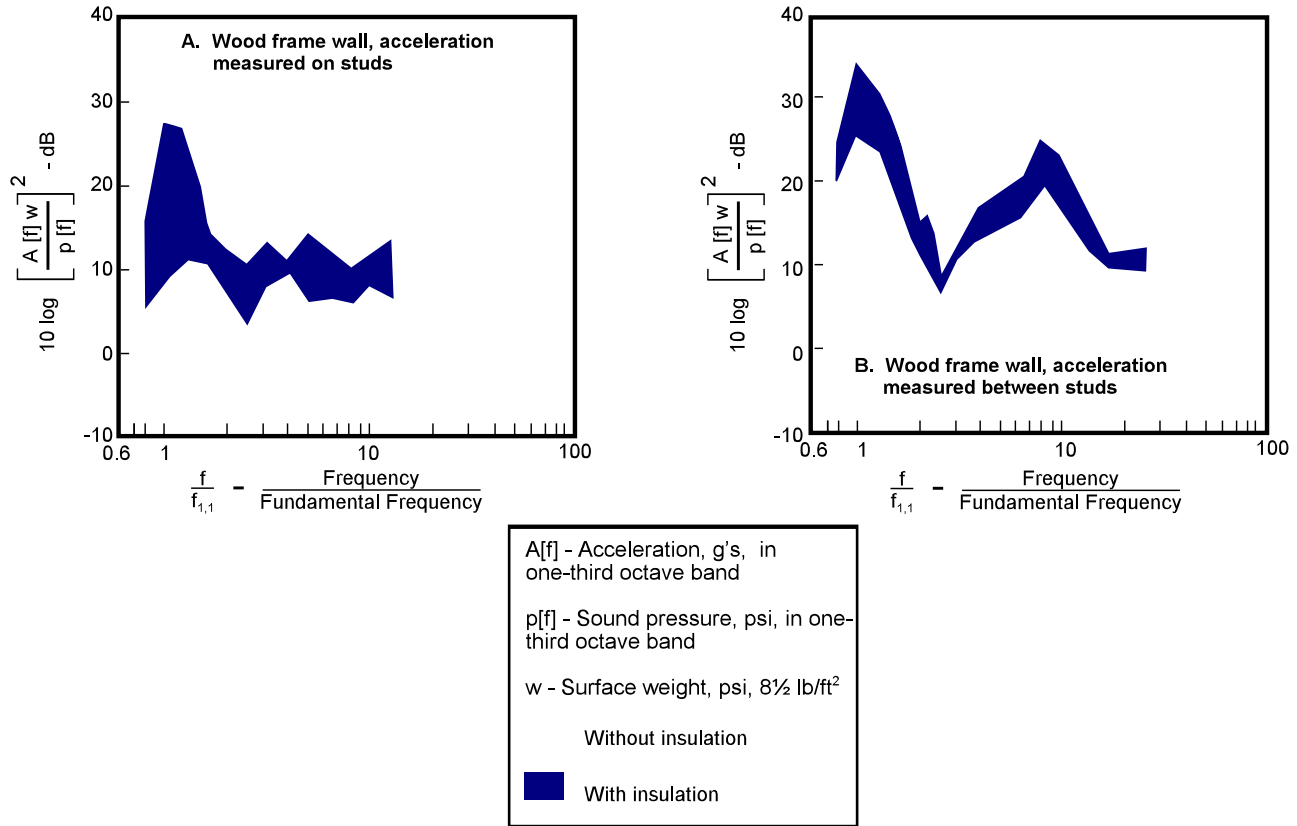 A. Wood frame wall, acceleration
measured on studs
40
30
20
10
0
-10
10 log [ A [f] w / p [f] ]² - dB
0.6
1
10
100
f / f1,1 - Frequency / Fundamental Frequency
B. Wood frame wall, acceleration
measured between studs
40
30
20
10
0
-10
10 log [ A [f] w / p [f] ]² - dB
0.6
1
10
100
f / f1,1 - Frequency / Fundamental Frequency
A[f] - Acceleration, g's, in
one-third octave band
p[f] - Sound pressure, psi, in one-
third octave band
w - Surface weight, psi, 8½ lb/ft²
Without insulation
With insulation